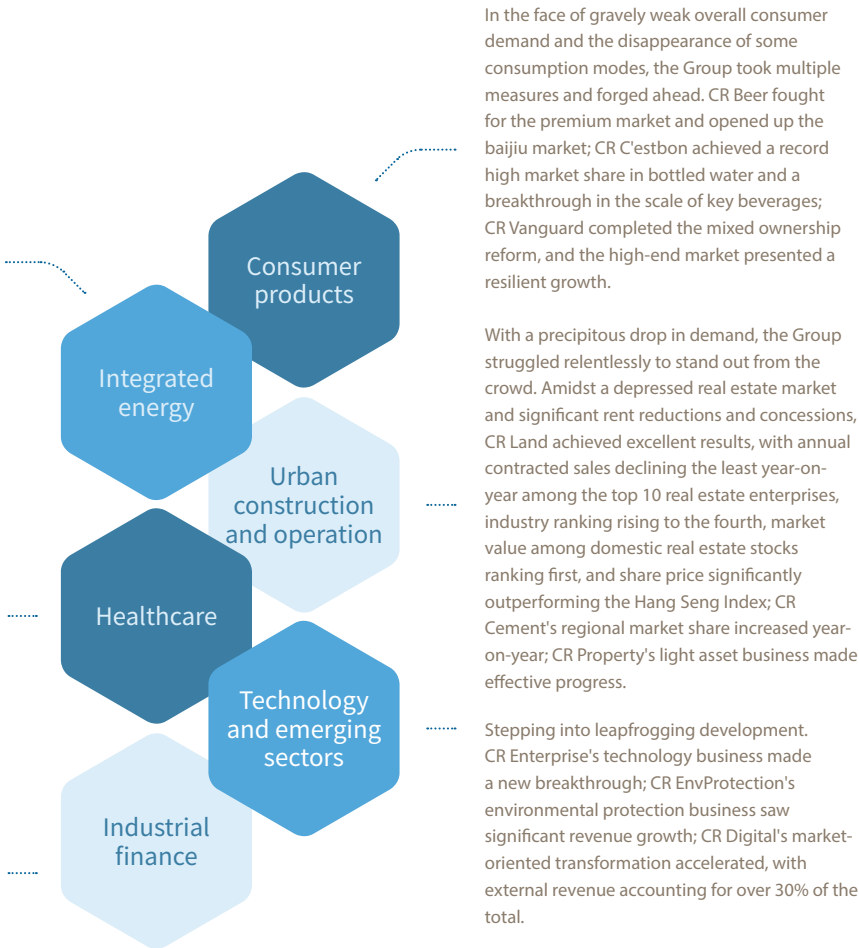 Consumer
products
Integrated
energy
Urban
construction
and operation
Healthcare
Technology
and emerging
sectors
Industrial
finance
In the face of gravely weak overall consumer
demand and the disappearance of some
consumption modes, the Group took multiple
measures and forged ahead. CR Beer fought
for the premium market and opened up the
baijiu market; CR C'estbon achieved a record
high market share in bottled water and a
breakthrough in the scale of key beverages;
CR Vanguard completed the mixed ownership
reform, and the high-end market presented a
resilient growth.
With a precipitous drop in demand, the Group
struggled relentlessly to stand out from the
crowd. Amidst a depressed real estate market
and significant rent reductions and concessions,
CR Land achieved excellent results, with annual
contracted sales declining the least year-on-
year among the top 10 real estate enterprises,
industry ranking rising to the fourth, market
value among domestic real estate stocks
ranking first, and share price significantly
outperforming the Hang Seng Index; CR
Cement's regional market share increased year-
on-year; CR Property's light asset business made
effective progress.
Stepping into leapfrogging development.
CR Enterprise's technology business made
a new breakthrough; CR EnvProtection's
environmental protection business saw
significant revenue growth; CR Digital's market-
oriented transformation accelerated, with
external revenue accounting for over 30% of the
total.